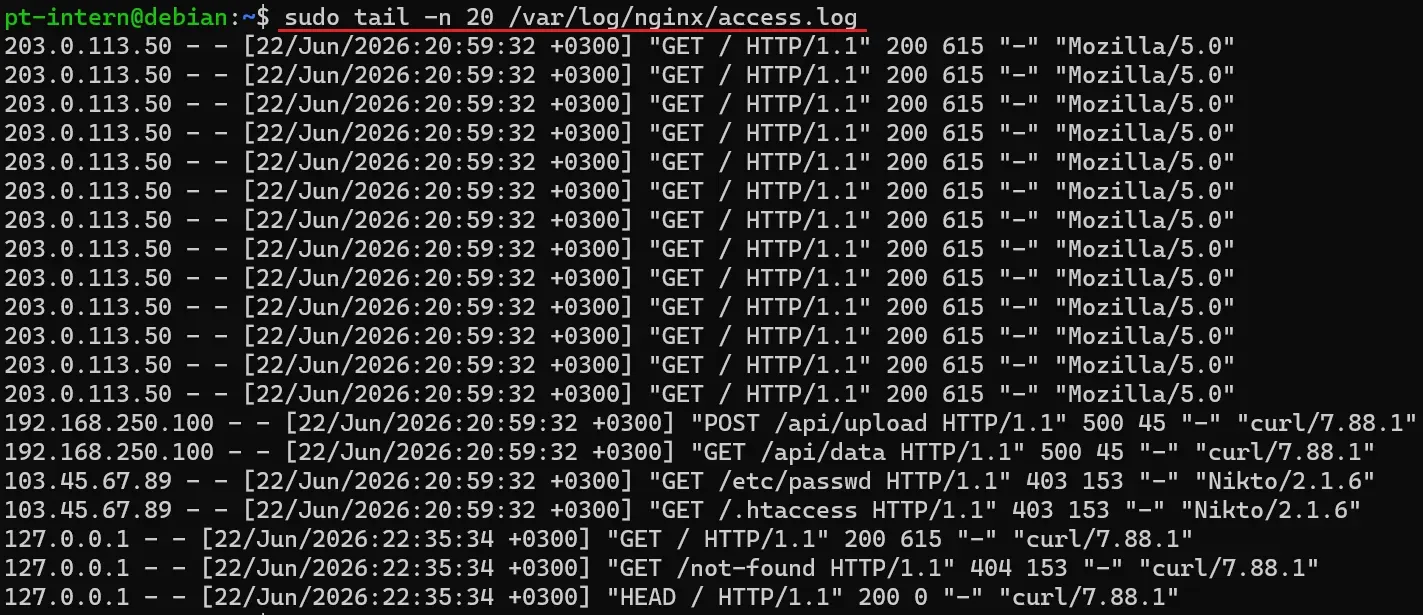 pt-intern@debian:~$ sudo tail -n 20 /var/log/nginx/access.log
203.0.113.50 - - [22/Jun/2026:20:59:32 +0300] "GET / HTTP/1.1" 200 615 "-" "Mozilla/5.0"
203.0.113.50 - - [22/Jun/2026:20:59:32 +0300] "GET / HTTP/1.1" 200 615 "-" "Mozilla/5.0"
203.0.113.50 - - [22/Jun/2026:20:59:32 +0300] "GET / HTTP/1.1" 200 615 "-" "Mozilla/5.0"
203.0.113.50 - - [22/Jun/2026:20:59:32 +0300] "GET / HTTP/1.1" 200 615 "-" "Mozilla/5.0"
203.0.113.50 - - [22/Jun/2026:20:59:32 +0300] "GET / HTTP/1.1" 200 615 "-" "Mozilla/5.0"
203.0.113.50 - - [22/Jun/2026:20:59:32 +0300] "GET / HTTP/1.1" 200 615 "-" "Mozilla/5.0"
203.0.113.50 - - [22/Jun/2026:20:59:32 +0300] "GET / HTTP/1.1" 200 615 "-" "Mozilla/5.0"
203.0.113.50 - - [22/Jun/2026:20:59:32 +0300] "GET / HTTP/1.1" 200 615 "-" "Mozilla/5.0"
203.0.113.50 - - [22/Jun/2026:20:59:32 +0300] "GET / HTTP/1.1" 200 615 "-" "Mozilla/5.0"
203.0.113.50 - - [22/Jun/2026:20:59:32 +0300] "GET / HTTP/1.1" 200 615 "-" "Mozilla/5.0"
203.0.113.50 - - [22/Jun/2026:20:59:32 +0300] "GET / HTTP/1.1" 200 615 "-" "Mozilla/5.0"
203.0.113.50 - - [22/Jun/2026:20:59:32 +0300] "GET / HTTP/1.1" 200 615 "-" "Mozilla/5.0"
203.0.113.50 - - [22/Jun/2026:20:59:32 +0300] "GET / HTTP/1.1" 200 615 "-" "Mozilla/5.0"
192.168.250.100 - - [22/Jun/2026:20:59:32 +0300] "POST /api/upload HTTP/1.1" 500 45 "-" "curl/7.88.1"
192.168.250.100 - - [22/Jun/2026:20:59:32 +0300] "GET /api/data HTTP/1.1" 500 45 "-" "curl/7.88.1"
103.45.67.89 - - [22/Jun/2026:20:59:32 +0300] "GET /etc/passwd HTTP/1.1" 403 153 "-" "Nikto/2.1.6"
103.45.67.89 - - [22/Jun/2026:20:59:32 +0300] "GET /.htaccess HTTP/1.1" 403 153 "-" "Nikto/2.1.6"
127.0.0.1 - - [22/Jun/2026:22:35:34 +0300] "GET / HTTP/1.1" 200 615 "-" "curl/7.88.1"
127.0.0.1 - - [22/Jun/2026:22:35:34 +0300] "GET /not-found HTTP/1.1" 404 153 "-" "curl/7.88.1"
127.0.0.1 - - [22/Jun/2026:22:35:34 +0300] "HEAD / HTTP/1.1" 200 0 "-" "curl/7.88.1"